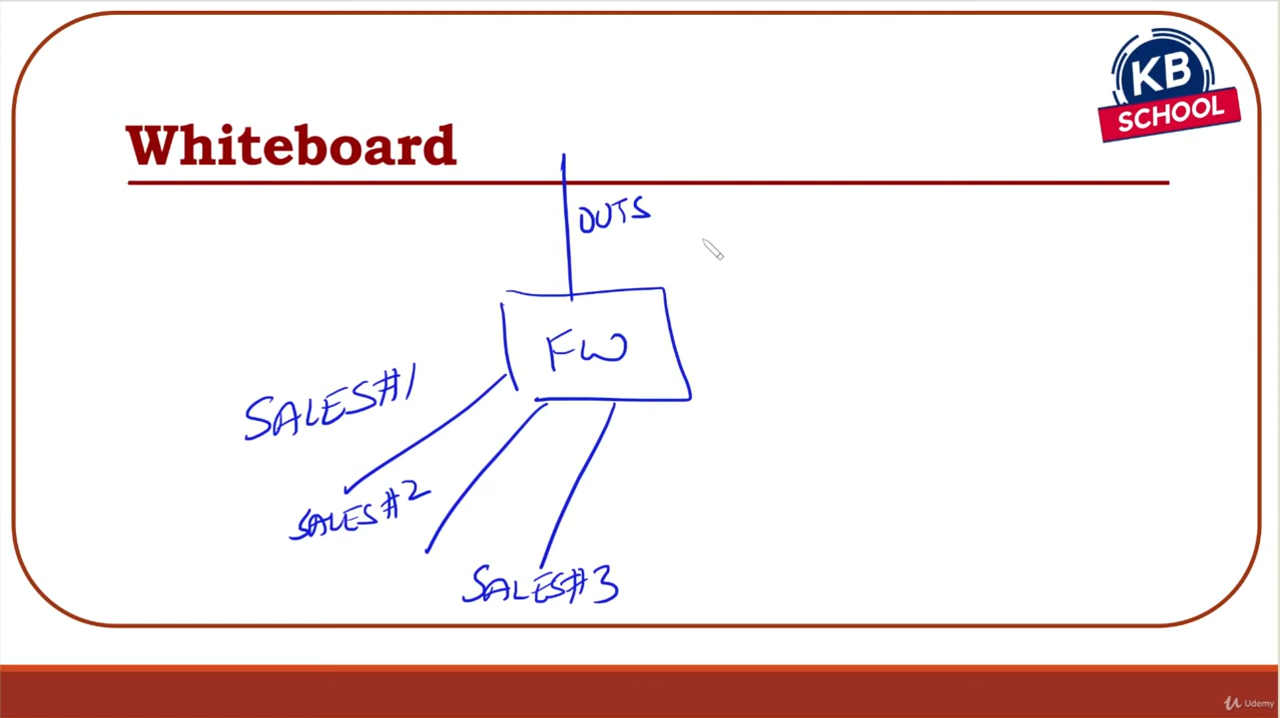 KB
SCHOOL
Whiteboard
OUTS
FW
SALES#1
SALES#2
SALES#3
Udemy